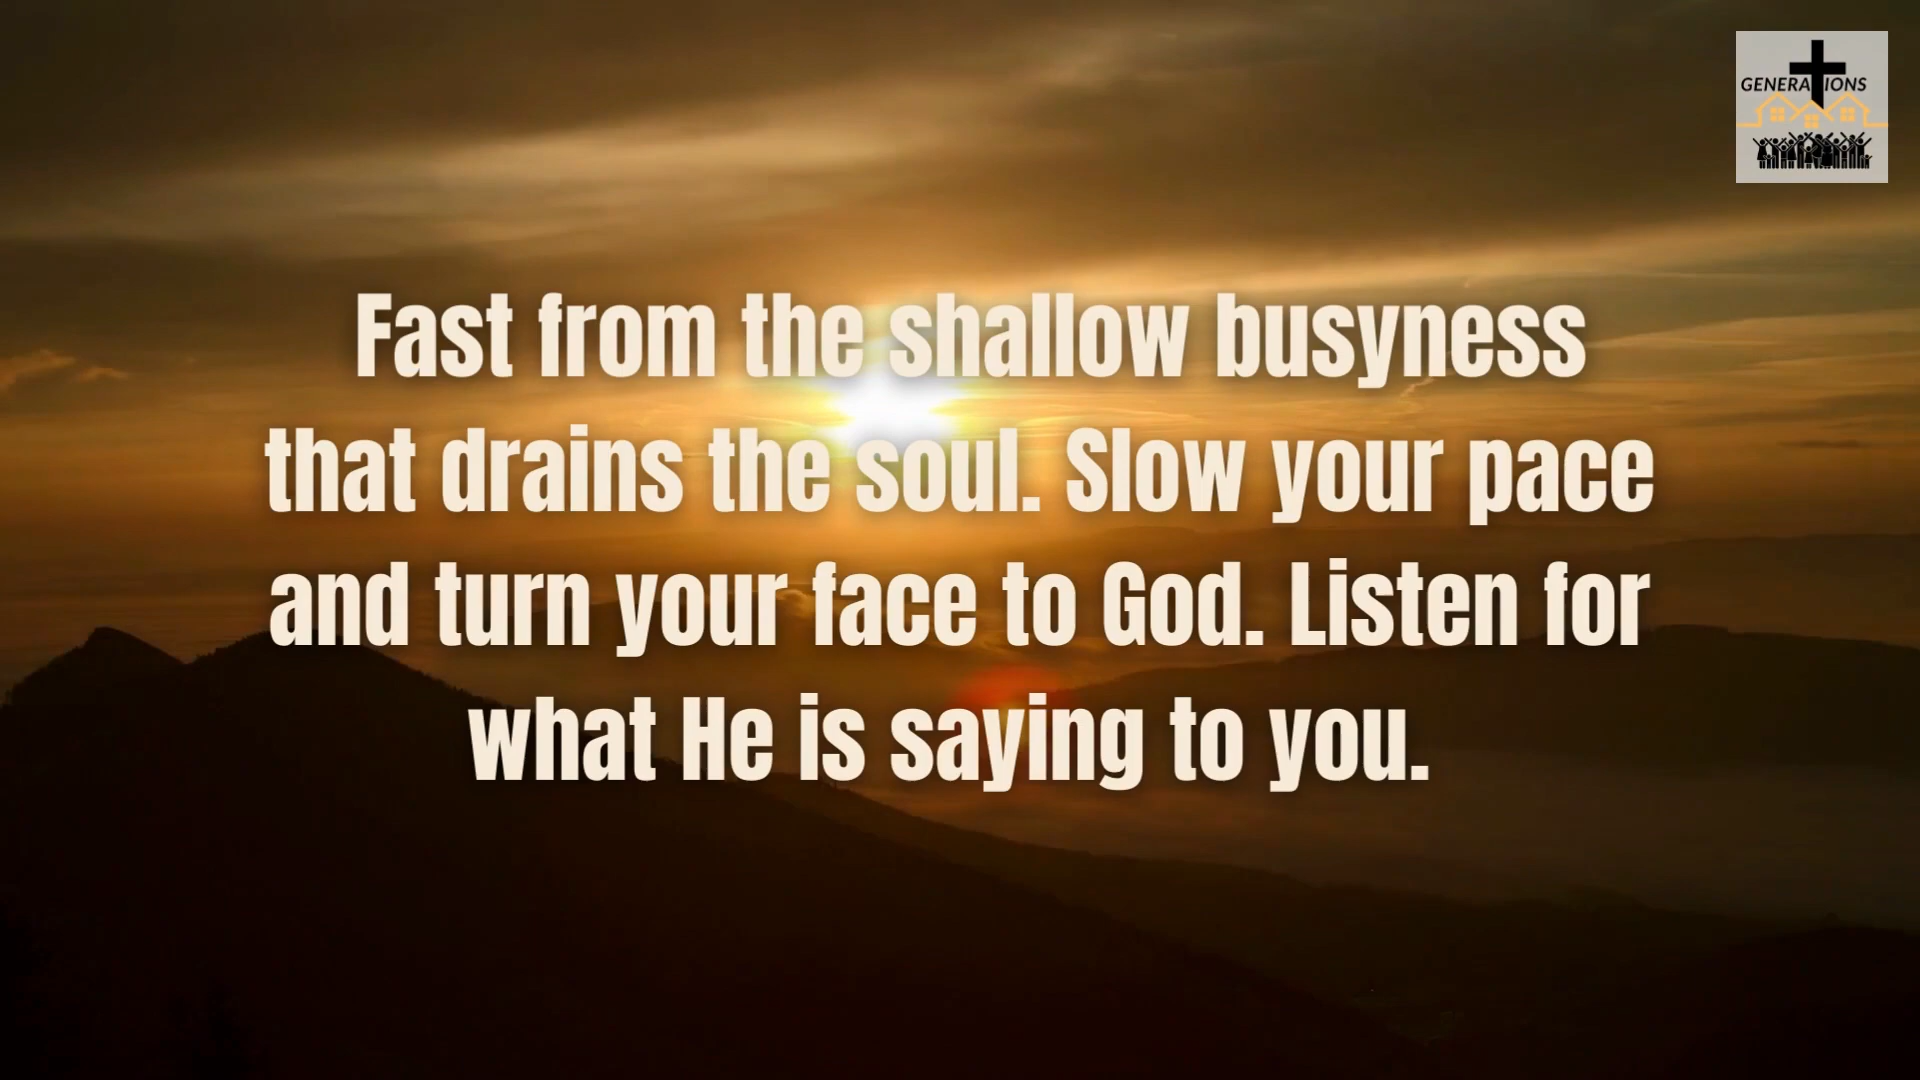 GENERATIONS
Fast from the shallow busyness
that drains the soul. Slow your pace
and turn your face to God. Listen for
what He is saying to you.